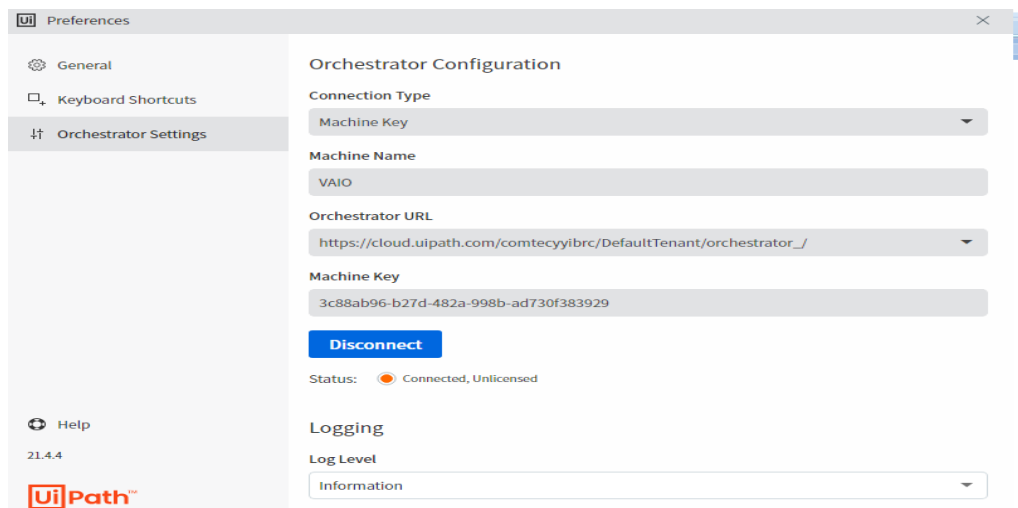 Ui Preferences
General
Keyboard Shortcuts
Orchestrator Settings
Orchestrator Configuration
Connection Type
Machine Key
Machine Name
VAIO
Orchestrator URL
https://cloud.uipath.com/comtecyyibrc/DefaultTenant/orchestrator_/
Machine Key
3c88ab96-b27d-482a-998b-ad730f383929
Disconnect
Status: Connected, Unlicensed
Logging
Log Level
Information
Help
21.4.4
UiPath™